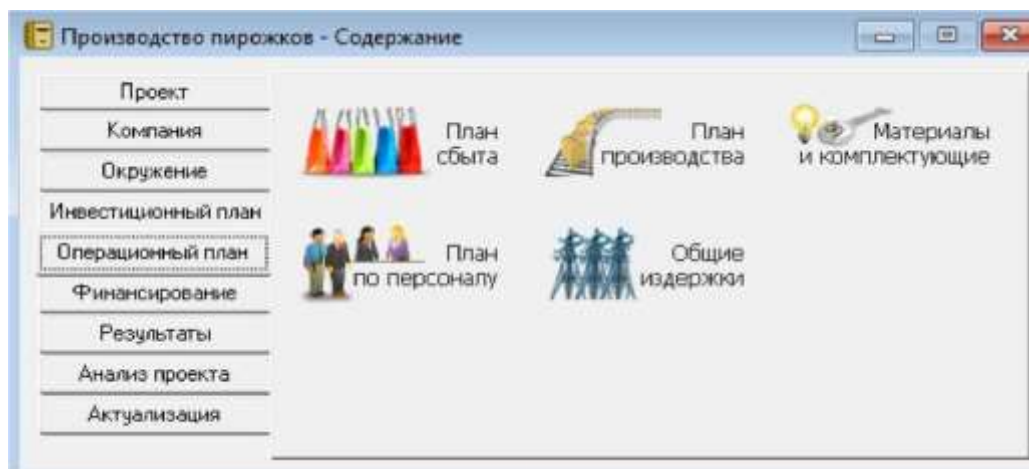 Производство пирожков - Содержание
Проект
Компания
Окружение
Инвестиционный план
Операционный план
Финансирование
Результаты
Анализ проекта
Актуализация
План
сбыта
План
производства
Материалы
и комплектующие
План
по персоналу
Общие
издержки